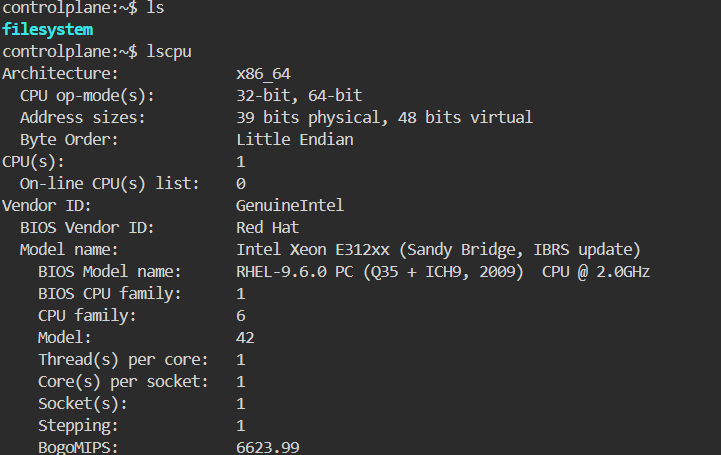 controlplane:~$ ls
filesystem
controlplane:~$ lscpu
Architecture: x86_64
CPU op-mode(s): 32-bit, 64-bit
Address sizes: 39 bits physical, 48 bits virtual
Byte Order: Little Endian
CPU(s): 1
On-line CPU(s) list: 0
Vendor ID: GenuineIntel
BIOS Vendor ID: Red Hat
Model name: Intel Xeon E312xx (Sandy Bridge, IBRS update)
BIOS Model name: RHEL-9.6.0 PC (Q35 + ICH9, 2009) CPU @ 2.0GHz
BIOS CPU family: 1
CPU family: 6
Model: 42
Thread(s) per core: 1
Core(s) per socket: 1
Socket(s): 1
Stepping: 1
BogoMIPS: 6623.99